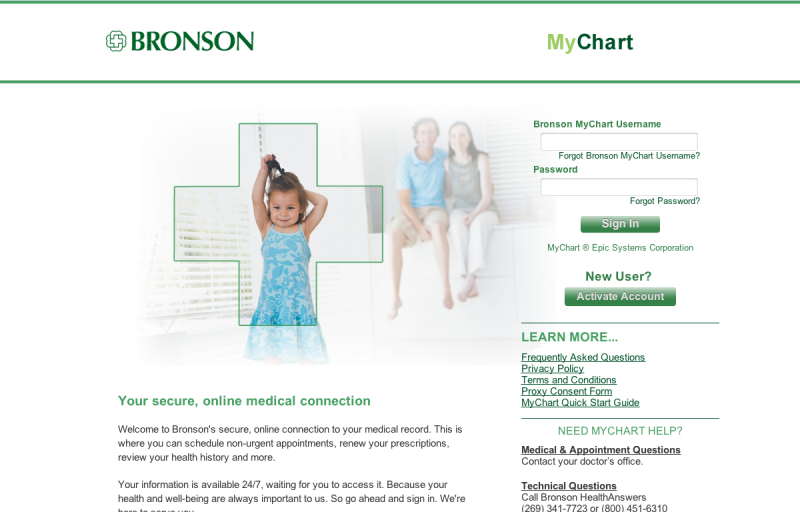 BRONSON
MyChart
Bronson MyChart Username
Forgot Bronson MyChart Username?
Password
Forgot Password?
Sign In
MyChart ® Epic Systems Corporation
New User?
Activate Account
LEARN MORE...
Frequently Asked Questions
Privacy Policy
Terms and Conditions
Proxy Consent Form
MyChart Quick Start Guide
NEED MYCHART HELP?
Medical & Appointment Questions
Contact your doctor's office.
Technical Questions
Call Bronson HealthAnswers
(269) 341-7723 or (800) 451-6310
Your secure, online medical connection
Welcome to Bronson's secure, online connection to your medical record. This is
where you can schedule non-urgent appointments, renew your prescriptions,
review your health history and more.
Your information is available 24/7, waiting for you to access it. Because your
health and well-being are always important to us. So go ahead and sign in. We're
here to serve you.